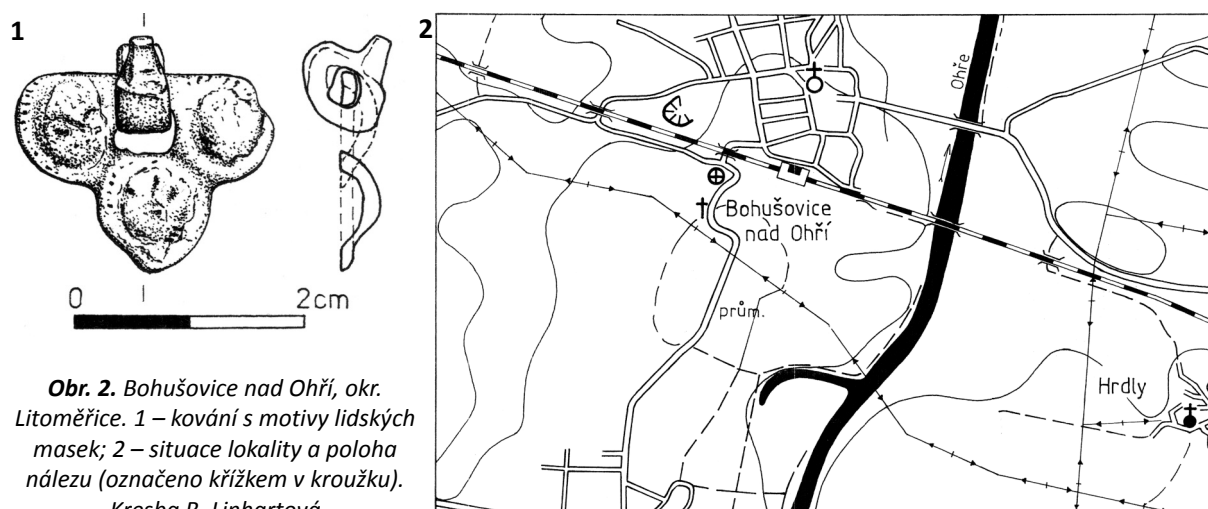 1
0
2cm
Obr. 2. Bohušovice nad Ohří, okr.
Litoměřice. 1 – kování s motivy lidských
masek; 2 – situace lokality a poloha
nálezu (označeno křížkem v kroužku).
2
Ohře
Bohušovice
nad Ohří
prům.
Hrdly